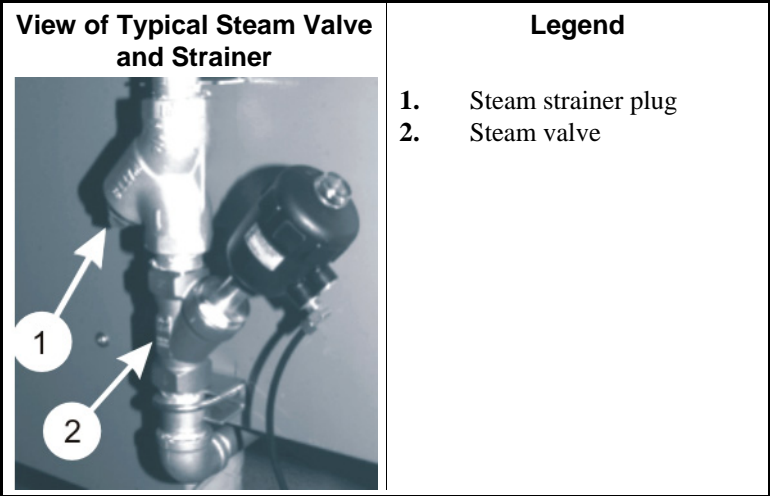 View of Typical Steam Valve
and Strainer
Legend
1. Steam strainer plug
2. Steam valve
1
2